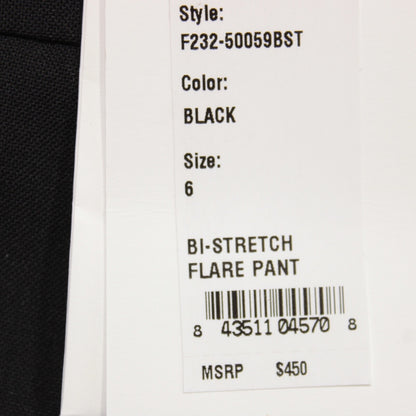 Style:
F232-50059BST
Color:
BLACK
Size:
6
BI-STRETCH
FLARE PANT
8 43511 04570 8
MSRP $450